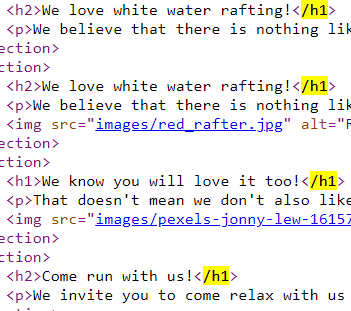 <h2>We love white water rafting!</h1>
<p>We believe that there is nothing lik
ection>
ction>
<h2>We love white water rafting!</h1>
<p>We believe that there is nothing lik
<img src="images/red_rafter.jpg" alt="R
ection>
ction>
<h1>We know you will love it too!</h1>
<p>That doesn't mean we don't also like
<img src="images/pexels-jonny-lew-16157
ection>
ction>
<h2>Come run with us!</h1>
<p>We invite you to come relax with us